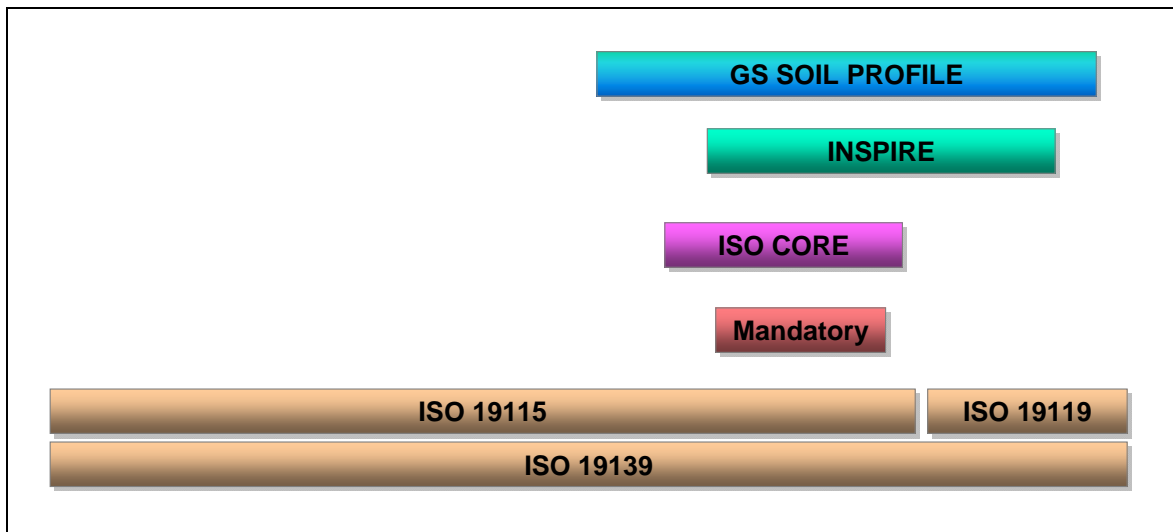 GS SOIL PROFILE
INSPIRE
ISO CORE
Mandatory
ISO 19115
ISO 19119
ISO 19139